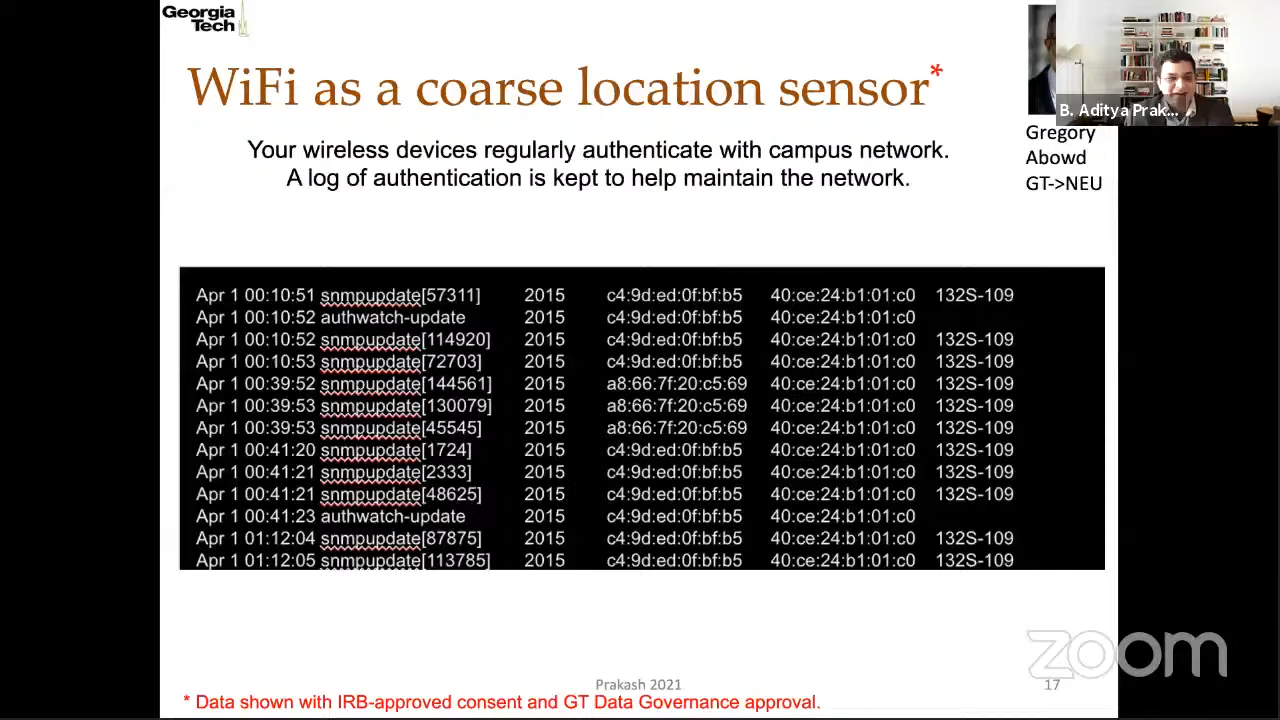 Georgia
Tech
WiFi as a coarse location sensor*
B. Aditya Prak...
Your wireless devices regularly authenticate with campus network.
A log of authentication is kept to help maintain the network.
Gregory
Abowd
GT->NEU
Apr 1 00:10:51 snmpupdate[57311] 2015 c4:9d:ed:0f:bf:b5 40:ce:24:b1:01:c0 132S-109
Apr 1 00:10:52 authwatch-update 2015 c4:9d:ed:0f:bf:b5 40:ce:24:b1:01:c0
Apr 1 00:10:52 snmpupdate[114920] 2015 c4:9d:ed:0f:bf:b5 40:ce:24:b1:01:c0 132S-109
Apr 1 00:10:53 snmpupdate[72703] 2015 c4:9d:ed:0f:bf:b5 40:ce:24:b1:01:c0 132S-109
Apr 1 00:39:52 snmpupdate[144561] 2015 a8:66:7f:20:c5:69 40:ce:24:b1:01:c0 132S-109
Apr 1 00:39:53 snmpupdate[130079] 2015 a8:66:7f:20:c5:69 40:ce:24:b1:01:c0 132S-109
Apr 1 00:39:53 snmpupdate[45545] 2015 a8:66:7f:20:c5:69 40:ce:24:b1:01:c0 132S-109
Apr 1 00:41:20 snmpupdate[1724] 2015 c4:9d:ed:0f:bf:b5 40:ce:24:b1:01:c0 132S-109
Apr 1 00:41:21 snmpupdate[2333] 2015 c4:9d:ed:0f:bf:b5 40:ce:24:b1:01:c0 132S-109
Apr 1 00:41:21 snmpupdate[48625] 2015 c4:9d:ed:0f:bf:b5 40:ce:24:b1:01:c0 132S-109
Apr 1 00:41:23 authwatch-update 2015 c4:9d:ed:0f:bf:b5 40:ce:24:b1:01:c0
Apr 1 01:12:04 snmpupdate[87875] 2015 c4:9d:ed:0f:bf:b5 40:ce:24:b1:01:c0 132S-109
Apr 1 01:12:05 snmpupdate[113785] 2015 c4:9d:ed:0f:bf:b5 40:ce:24:b1:01:c0 132S-109
zoom
Prakash 2021
17
* Data shown with IRB-approved consent and GT Data Governance approval.